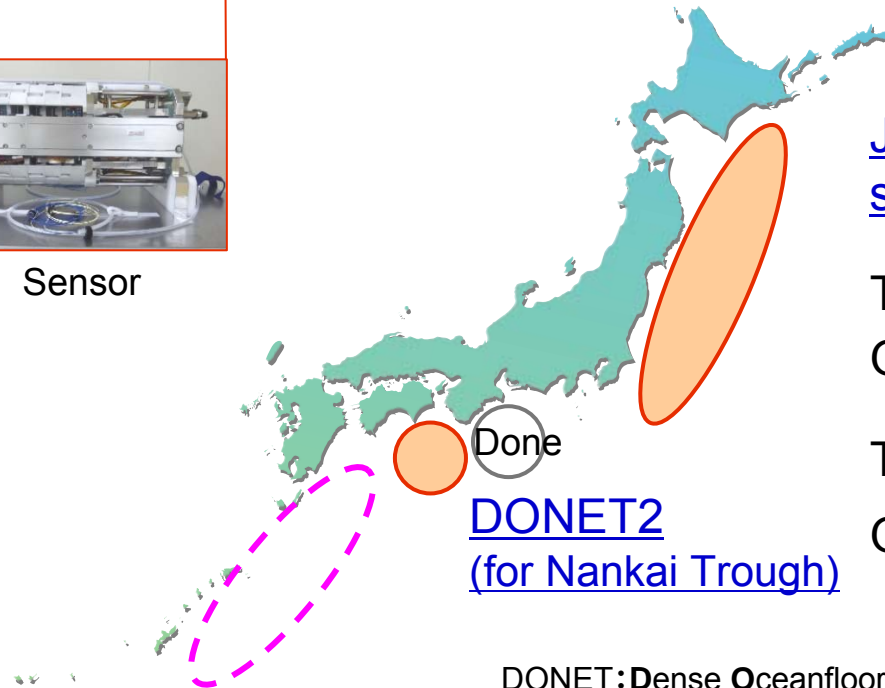 Sensor
Done
DONET2
(for Nankai Trough)
DONET：Dense Oceanfloor